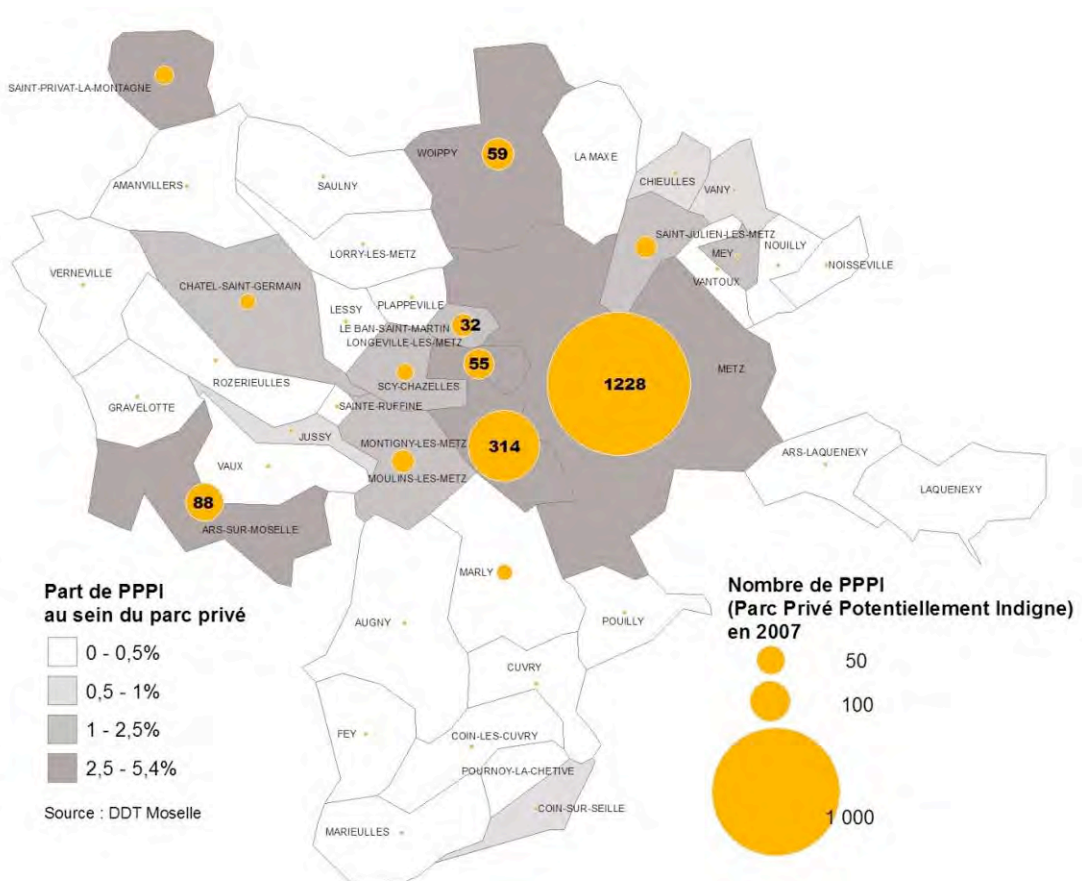 SAINT-PRIVAT-LA-MONTAGNE
WOIPPY
59
LA MAXE
AMANVILLERS
SAULNY
CHIEULLES
VANY
SAINT-JULIEN-LES-METZ
LORRY-LES-METZ
MEY
NOUILLY
NOISSEVILLE
VANTOUX
VERNEVILLE
CHATEL-SAINT-GERMAIN
LESSY
PLAPPEVILLE
LE BAN-SAINT-MARTIN
32
LONGEVILLE-LES-METZ
55
METZ
1228
ROZERIEULLES
SCY-CHAZELLES
GRAVELOTTE
SAINTE-RUFFINE
JUSSY
MONTIGNY-LES-METZ
314
VAUX
MOULINS-LES-METZ
ARS-LAQUENEXY
LAQUENEXY
88
ARS-SUR-MOSELLE
MARLY
AUGNY
POUILLY
CUVRY
FEY
COIN-LES-CUVRY
POURNOY-LA-CHETIVE
COIN-SUR-SEILLE
MARIEULLES
Part de PPPI
au sein du parc privé
0 - 0,5%
0,5 - 1%
1 - 2,5%
2,5 - 5,4%
Source : DDT Moselle
Nombre de PPPI
(Parc Privé Potentiellement Indigne)
en 2007
50
100
1 000